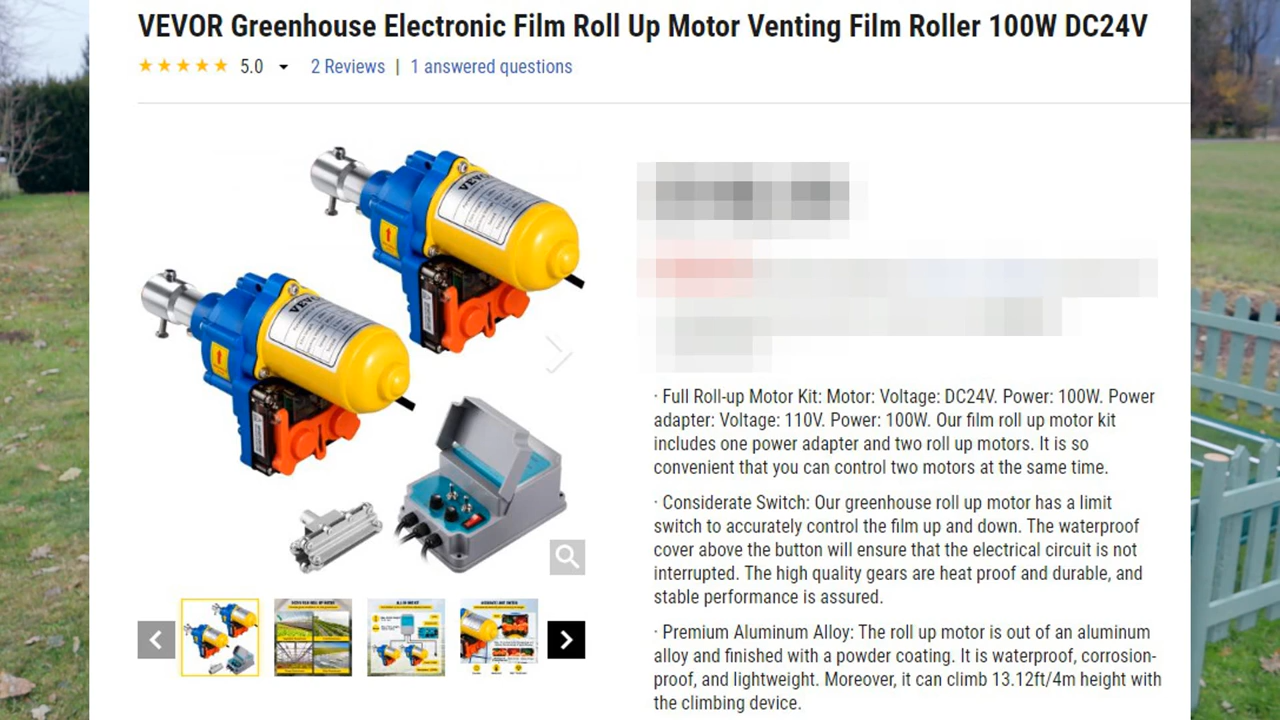 VEVOR Greenhouse Electronic Film Roll Up Motor Venting Film Roller 100W DC24V
5.0
2 Reviews | 1 answered questions
VEVOR
VEVOR
· Full Roll-up Motor Kit: Motor: Voltage: DC24V. Power: 100W. Power
adapter: Voltage: 110V. Power: 100W. Our film roll up motor kit
includes one power adapter and two roll up motors. It is so
convenient that you can control two motors at the same time.
· Considerate Switch: Our greenhouse roll up motor has a limit
switch to accurately control the film up and down. The waterproof
cover above the button will ensure that the electrical circuit is not
interrupted. The high quality gears are heat proof and durable, and
stable performance is assured.
· Premium Aluminum Alloy: The roll up motor is out of an aluminum
alloy and finished with a powder coating. It is waterproof, corrosion-
proof, and lightweight. Moreover, it can climb 13.12ft/4m height with
the climbing device.